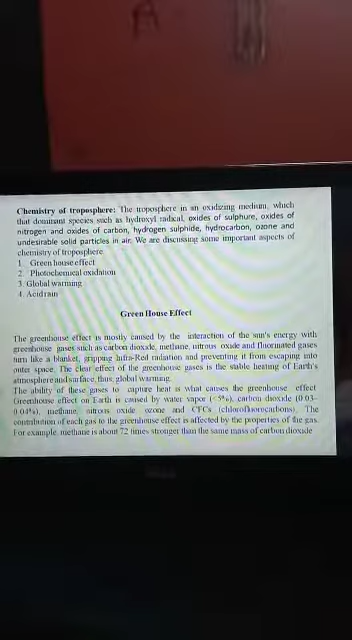 A
Chemistry of troposphere: The troposphere in an oxidizing medium, which
that dominant species such as hydroxyl radical, oxides of sulphure, oxides of
nitrogen and oxides of carbon, hydrogen sulphide, hydrocarbon, ozone and
undesirable solid particles in air. We are discussing some important aspects of
chemistry of troposphere
1. Green house effect
2. Photochemical oxidation
3. Global warming
4. Acid rain
Green House Effect
The greenhouse effect is mostly caused by the interaction of the sun's energy with
greenhouse gases such as carbon dioxide, methane, nitrous oxide and fluorinated gases
turn like a blanket, gripping Infra-Red radiation and preventing it from escaping into
outer space. The clear effect of the greenhouse gases is the stable heating of Earth's
atmosphere and surface, thus, global warming.
The ability of these gases to capture heat is what causes the greenhouse effect
Greenhouse effect on Earth is caused by water vapor (<5%), carbon dioxide (0.03-
0.04%), methane, nitrous oxide ozone and CFCs (chlorofluorocarbons). The
contribution of each gas to the greenhouse effect is affected by the properties of the gas.
For example, methane is about 72 times stronger than the same mass of carbon dioxide
DELL